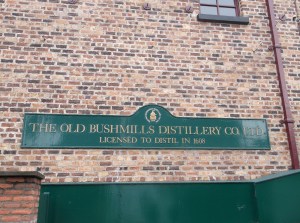 THE OLD BUSHMILLS DISTILLERY CO. LTD
LICENSED TO DISTIL IN 1608